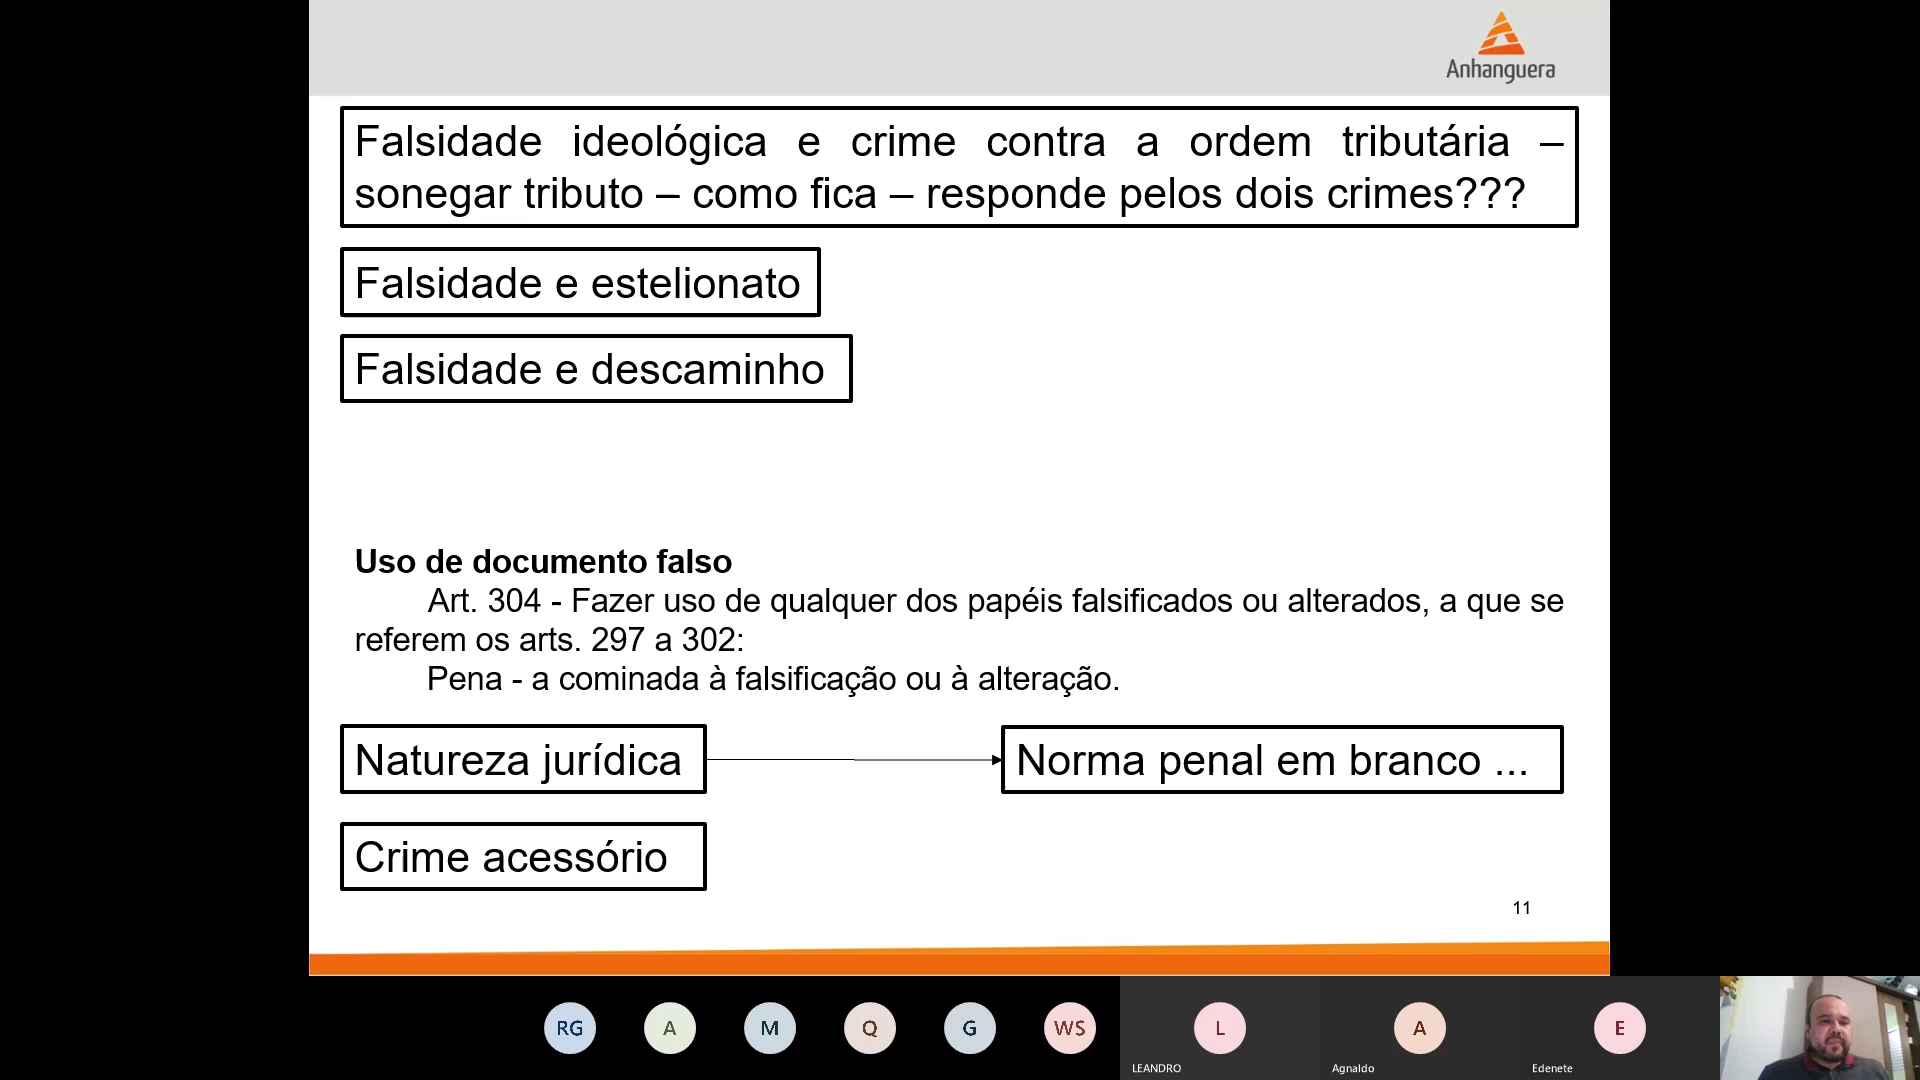 Anhanguera
Falsidade ideológica e crime contra a ordem tributária –
sonegar tributo – como fica – responde pelos dois crimes???
Falsidade e estelionato
Falsidade e descaminho
Uso de documento falso
Art. 304 - Fazer uso de qualquer dos papéis falsificados ou alterados, a que se
referem os arts. 297 a 302:
Pena - a cominada à falsificação ou à alteração.
Natureza jurídica
Norma penal em branco ...
Crime acessório
11
RG
A
M
Q
G
WS
L
A
E
LEANDRO
Agnaldo
Edenete